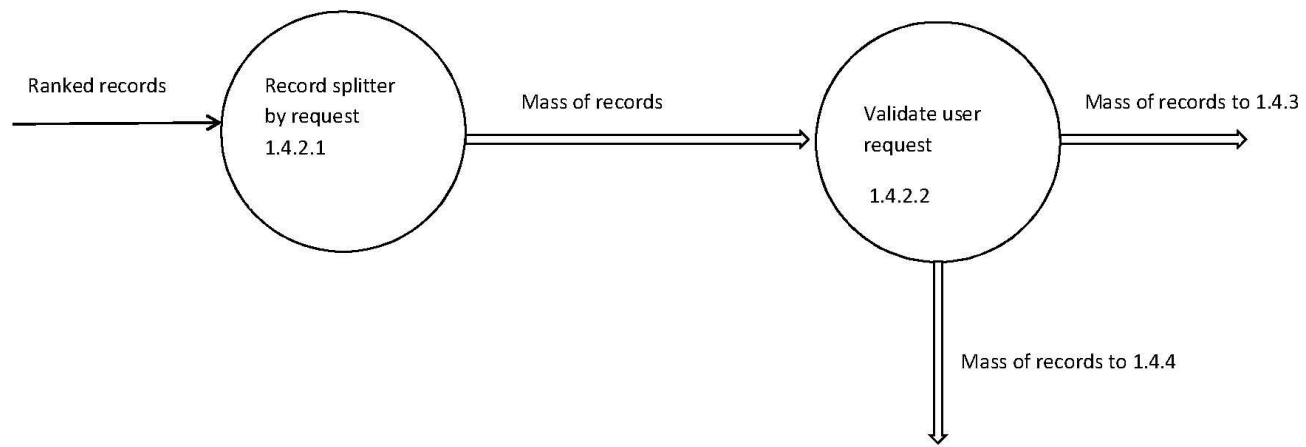 Ranked records
Record splitter
by request
1.4.2.1
Mass of records
Validate user
request
1.4.2.2
Mass of records to 1.4.3
Mass of records to 1.4.4